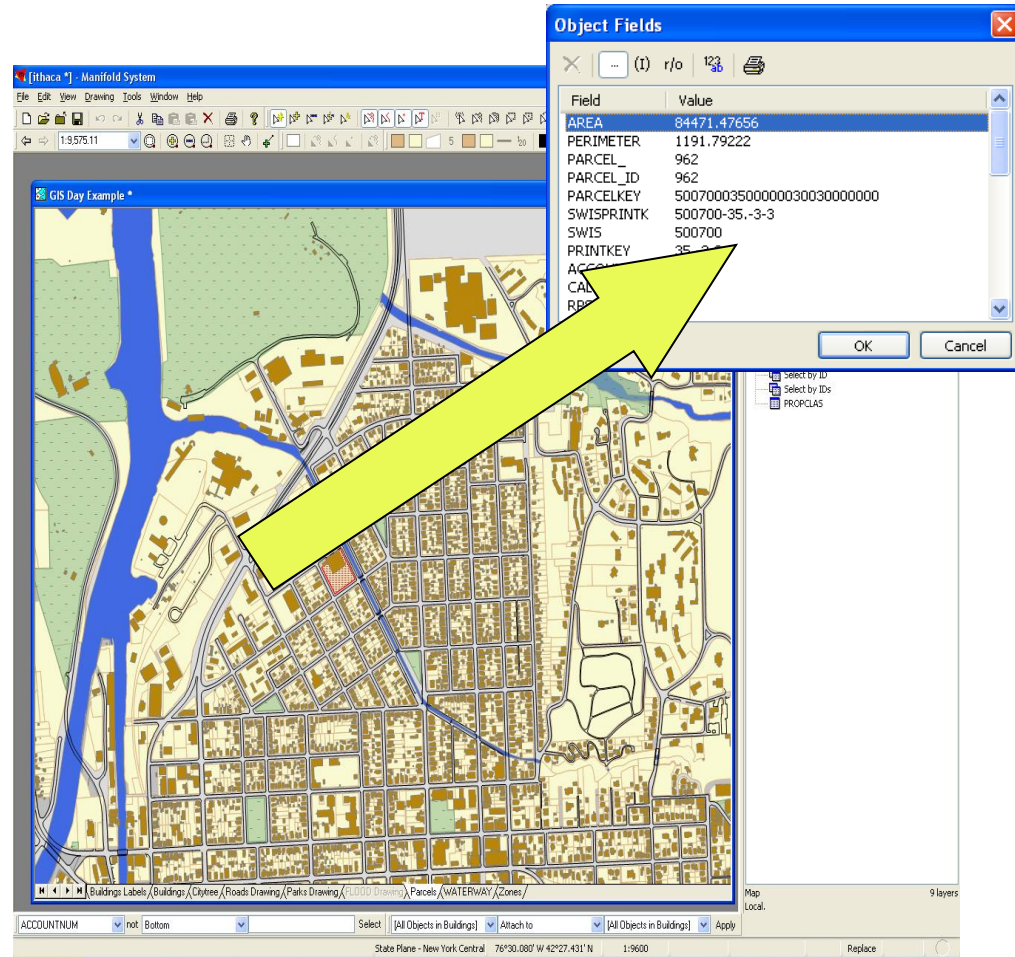 Object Fields
... (I) r/o 123 ab
Field Value
AREA 84471.47656
PERIMETER 1191.79222
PARCEL_ 962
PARCEL_ID 962
PARCELKEY 50070003500000030030000000
SWISPRINTK 500700-35.-3-3
SWIS 500700
PRINTKEY
OK Cancel
[ithaca *] - Manifold System
File Edit View Drawing Tools Window Help
1:9,575.11
5
GIS Day Example *
Select by ID
Select by IDs
PROPCLAS
Buildings Labels Buildings Citytree Roads Drawing Parks Drawing FLOOD Drawing Parcels WATERWAY Zones
Map 9 layers
Local.
ACCOUNTNUM not Bottom Select [All Objects in Buildings] Attach to [All Objects in Buildings] Apply
State Plane - New York Central 76°30.080' W 42°27.431' N 1:9600 Replace